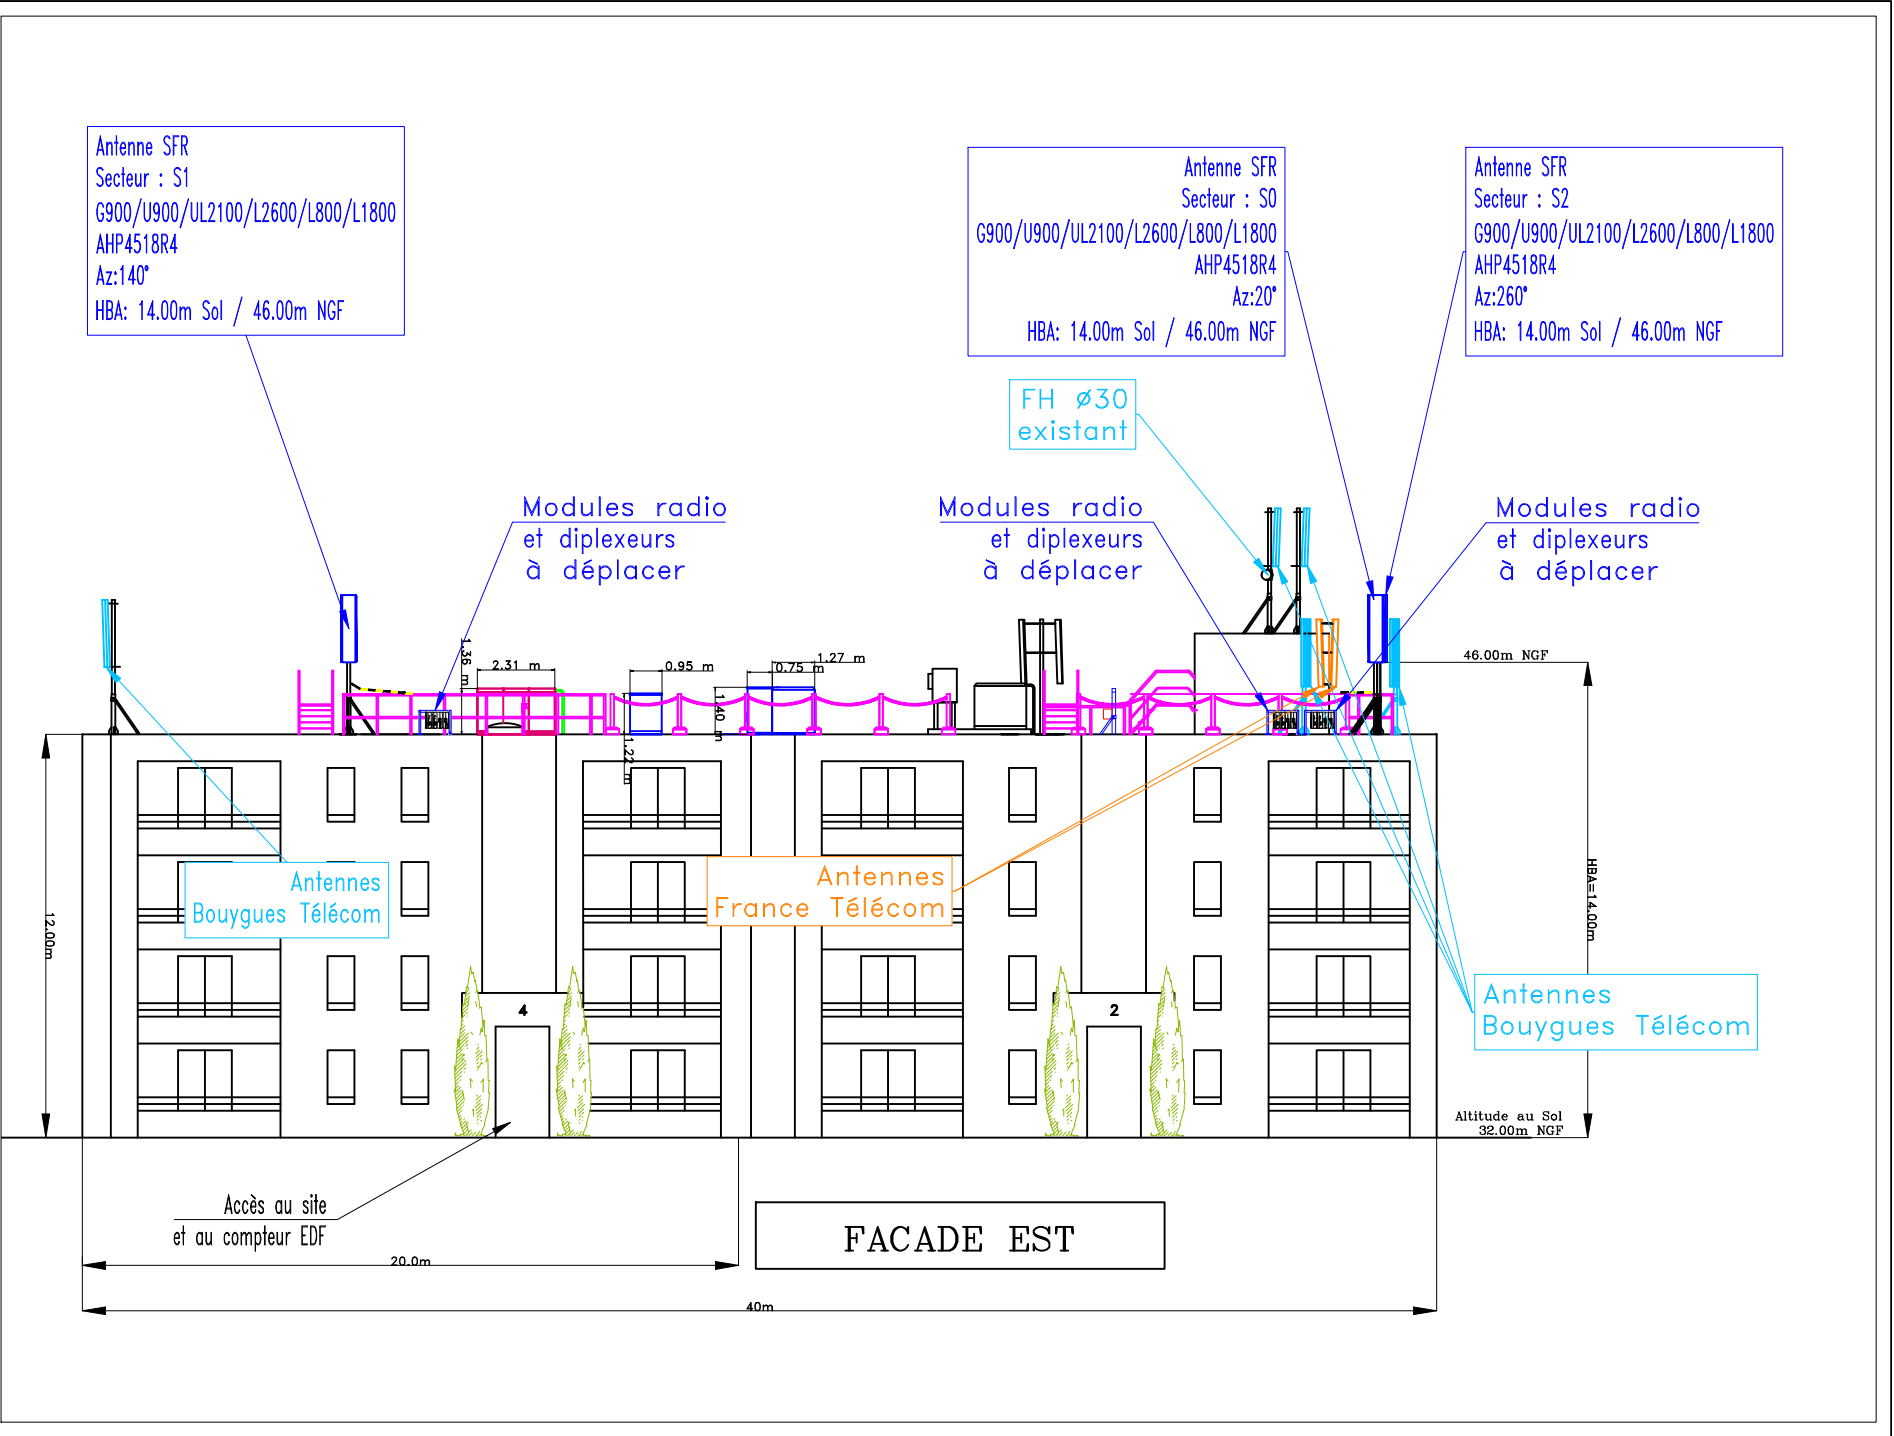 Antenne SFR
Secteur : S1
G900/U900/UL2100/L2600/L800/L1800
AHP4518R4
Az:140°
HBA: 14.00m Sol / 46.00m NGF
Antenne SFR
Secteur : S0
G900/U900/UL2100/L2600/L800/L1800
AHP4518R4
Az:20°
HBA: 14.00m Sol / 46.00m NGF
Antenne SFR
Secteur : S2
G900/U900/UL2100/L2600/L800/L1800
AHP4518R4
Az:260°
HBA: 14.00m Sol / 46.00m NGF
FH ø30
existant
Modules radio
et diplexeurs
à déplacer
Modules radio
et diplexeurs
à déplacer
Modules radio
et diplexeurs
à déplacer
1.36 m
2.31 m
0.95 m
1.22 m
1.40 m
0.75 m
1.27 m
46.00m NGF
HBA=14.00m
12.00m
Antennes
Bouygues Télécom
Antennes
France Télécom
Antennes
Bouygues Télécom
4
2
Altitude au Sol
32.00m NGF
Accès au site
et au compteur EDF
FACADE EST
20.0m
40m